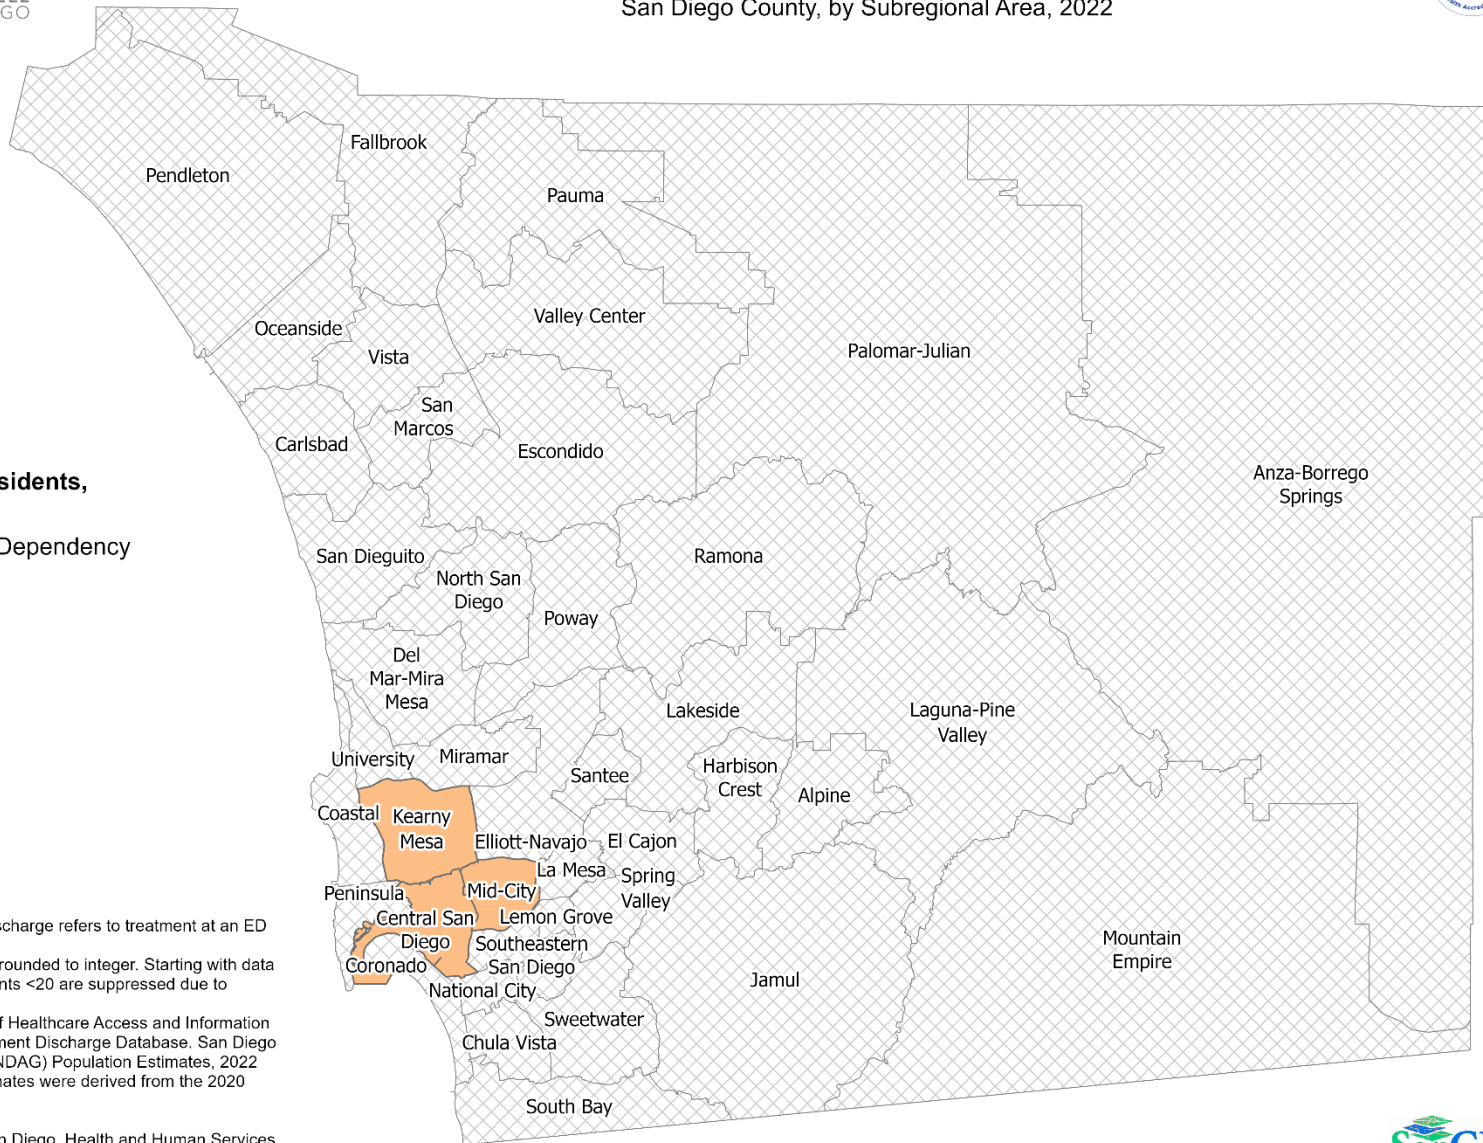 GO
San Diego County, by Subregional Area, 2022
Fallbrook
Pendleton
Pauma
Valley Center
Oceanside
Vista
Palomar-Julian
San
Marcos
Carlsbad
Escondido
Anza-Borrego
Springs
sidents,
Dependency
San Dieguito
Ramona
North San
Diego
Poway
Del
Mar-Mira
Mesa
Lakeside
Laguna-Pine
Valley
University
Miramar
Santee
Harbison
Crest
Alpine
Coastal
Kearny
Mesa
Elliott-Navajo
El Cajon
La Mesa
Spring
Valley
Peninsula
Mid-City
Central San
Diego
Lemon Grove
Southeastern
San Diego
Coronado
National City
Jamul
Mountain
Empire
Sweetwater
Chula Vista
South Bay
scharge refers to treatment at an ED
rounded to integer. Starting with data
nts <20 are suppressed due to
f Healthcare Access and Information
ment Discharge Database. San Diego
NDAG) Population Estimates, 2022
mates were derived from the 2020
n Diego, Health and Human Services